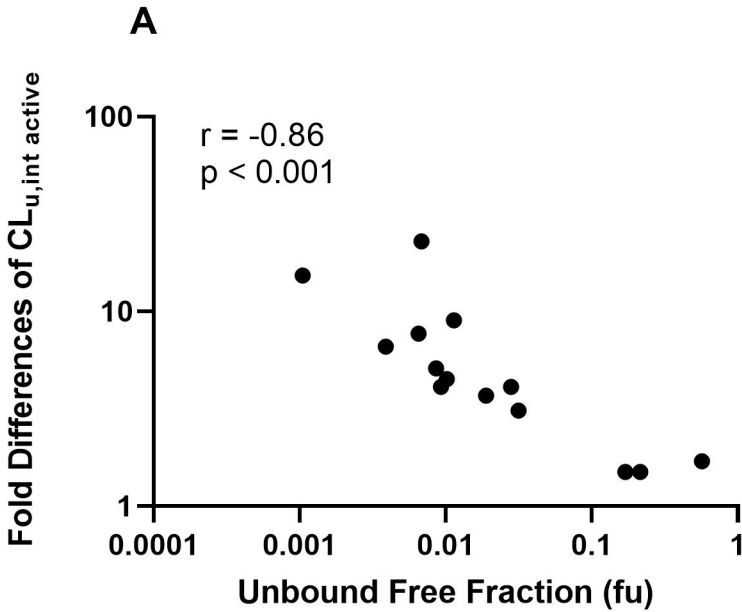 A
Fold Differences of CLu,int active
100
r = -0.86
p < 0.001
10
1
0.0001
0.001
0.01
0.1
1
Unbound Free Fraction (fu)